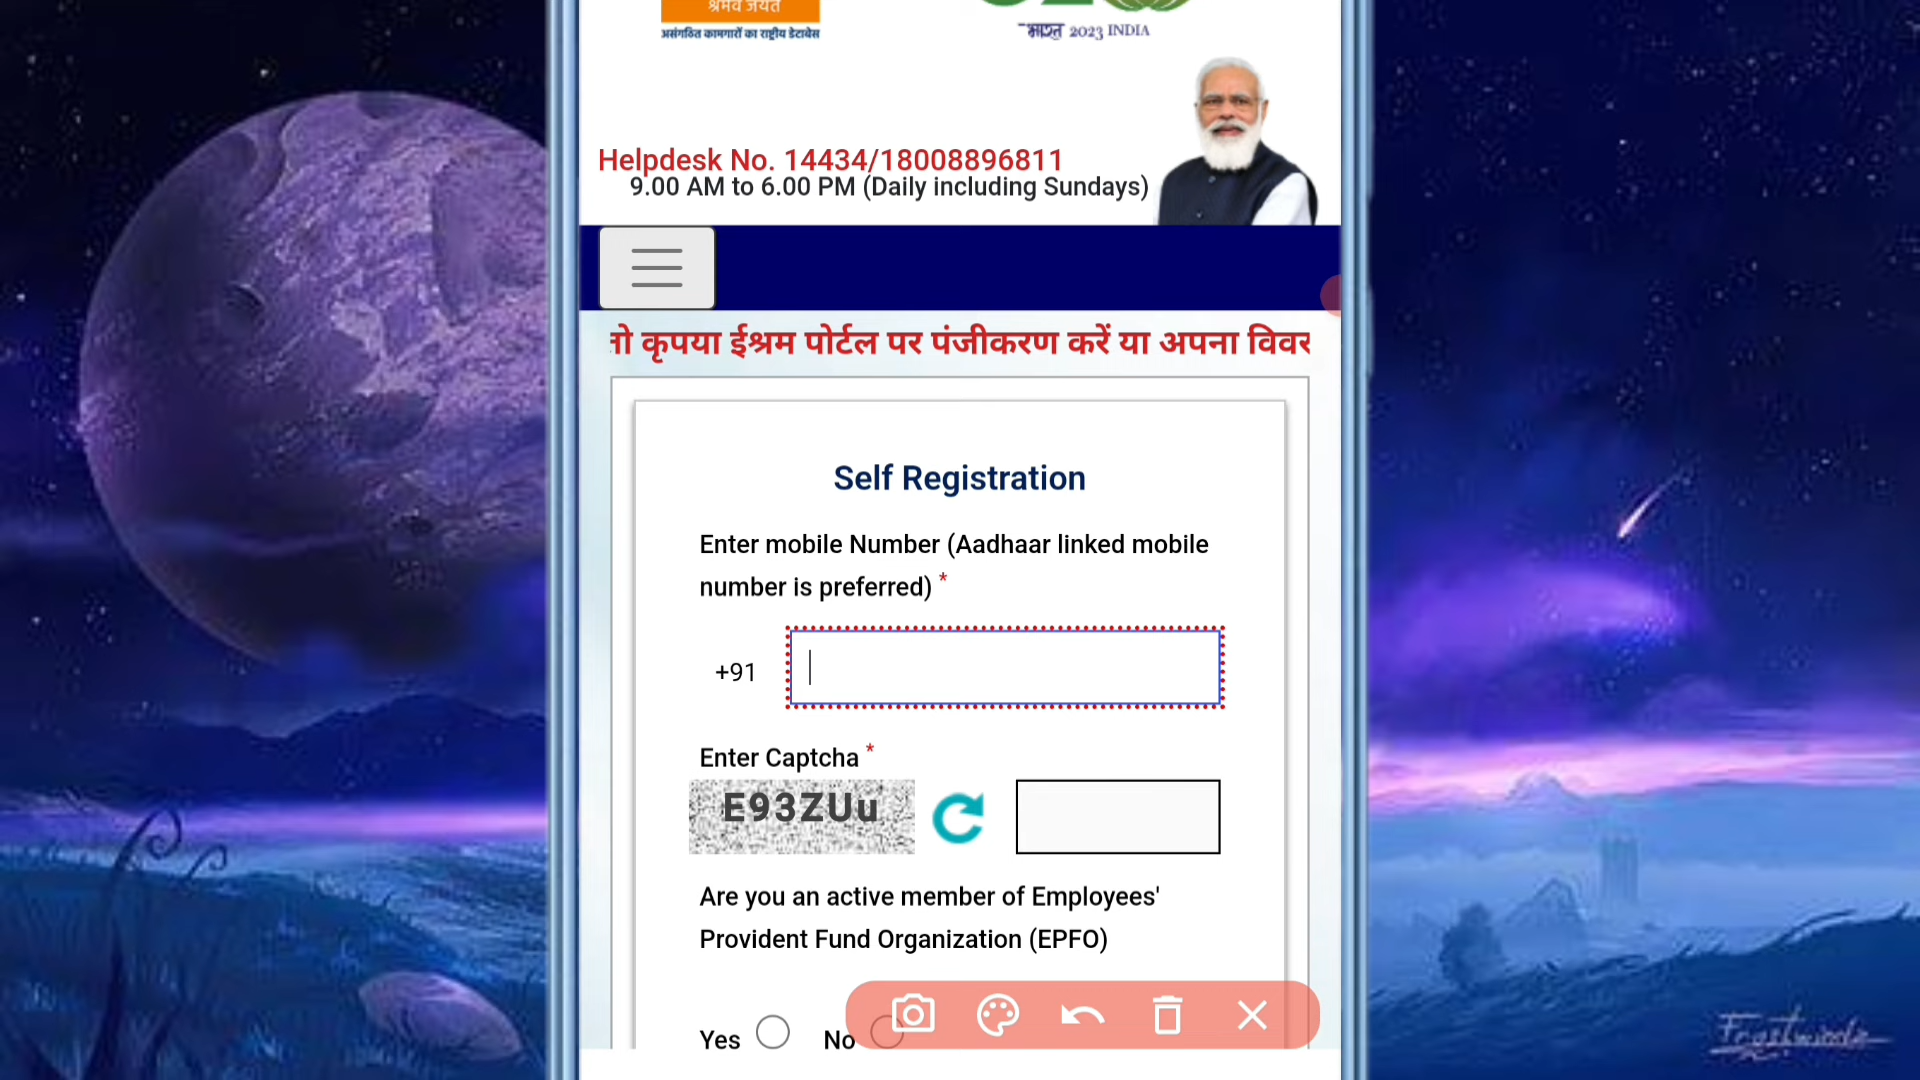 श्रमेव जयते
असंगठित कामगारों का राष्ट्रीय डेटाबेस
भारत 2023 INDIA
Helpdesk No. 14434/18008896811
9.00 AM to 6.00 PM (Daily including Sundays)
कृपया ईश्रम पोर्टल पर पंजीकरण करें या अपना
Self Registration
Enter mobile Number (Aadhaar linked mobile
number is preferred) *
+91
Enter Captcha *
E93ZUu
Are you an active member of Employees'
Provident Fund Organization (EPFO)
Yes No